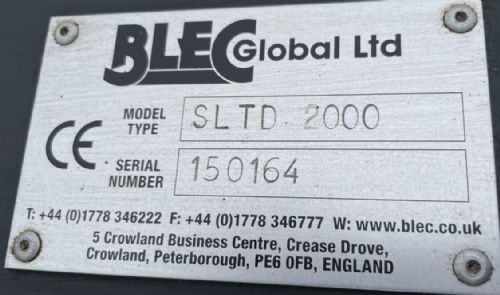 BLEC Global Ltd
MODEL TYPE SLTD 2000
CE
SERIAL NUMBER 150164
T: +44 (0)1778 346222 F: +44 (0)1778 346777 W: www.blec.co.uk
5 Crowland Business Centre, Crease Drove,
Crowland, Peterborough, PE6 0FB, ENGLAND